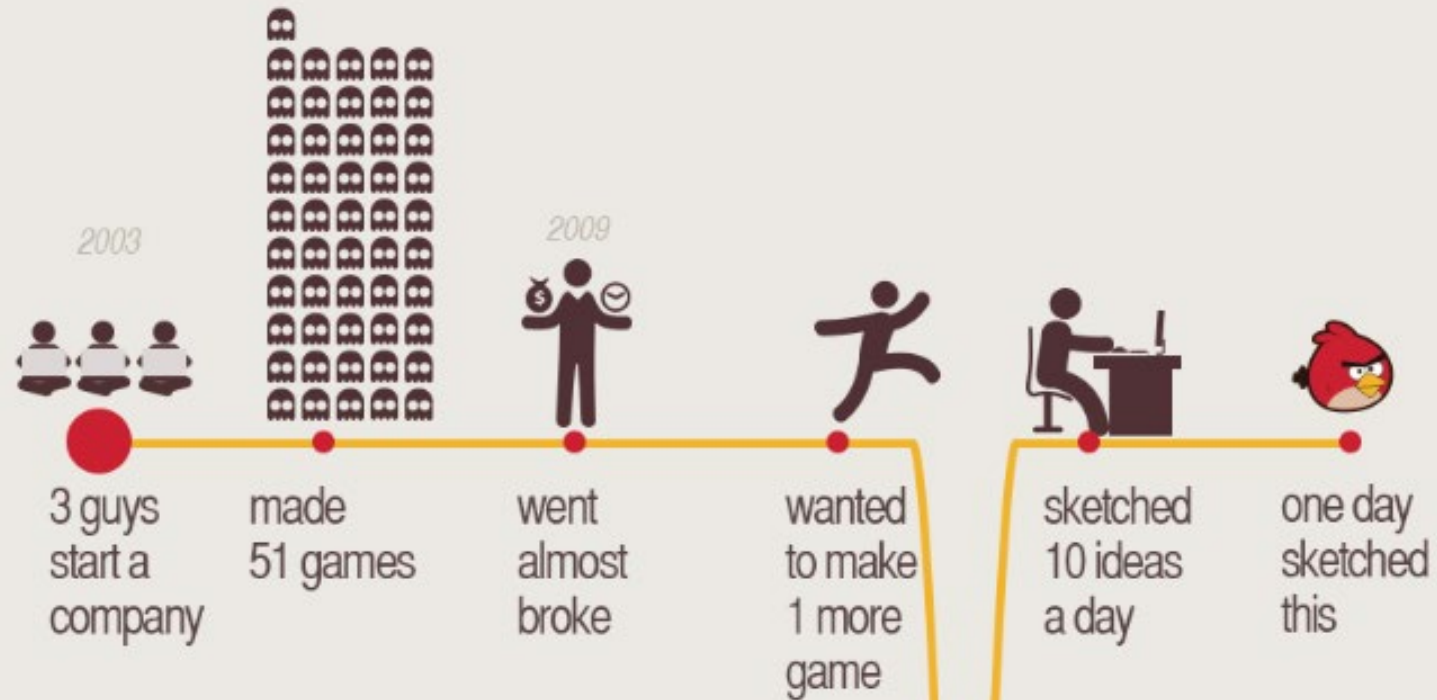 2003
2009
$
3 guys
start a
company
made
51 games
went
almost
broke
wanted
to make
1 more
game
sketched
10 ideas
a day
one day
sketched
this